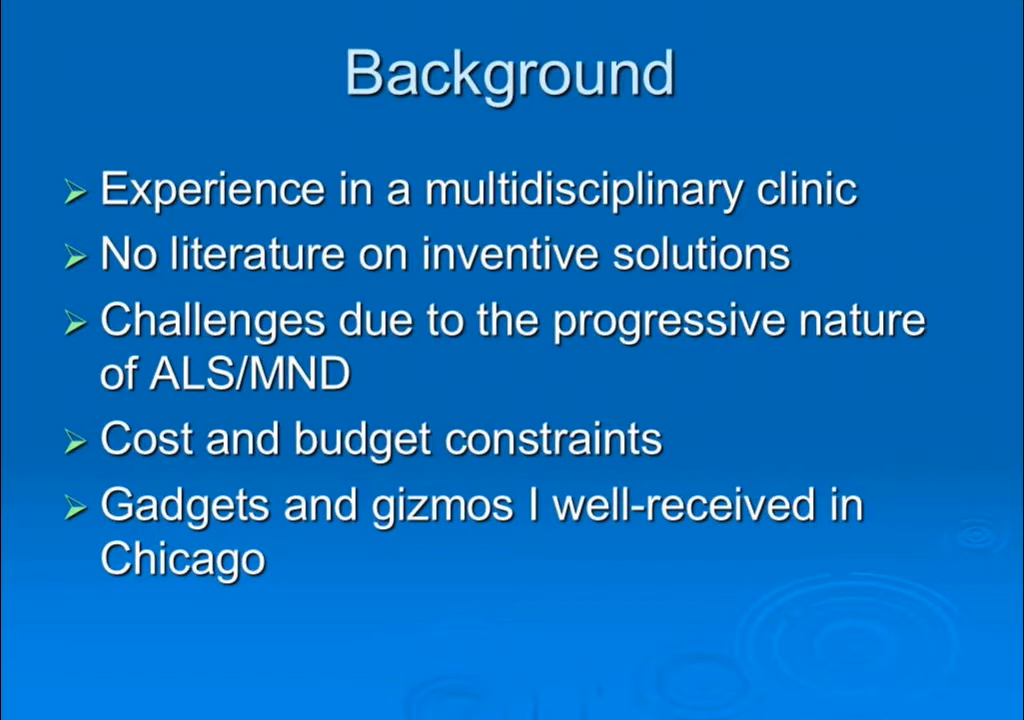 Background
Experience in a multidisciplinary clinic
No literature on inventive solutions
Challenges due to the progressive nature
of ALS/MND
Cost and budget constraints
Gadgets and gizmos I well-received in
Chicago